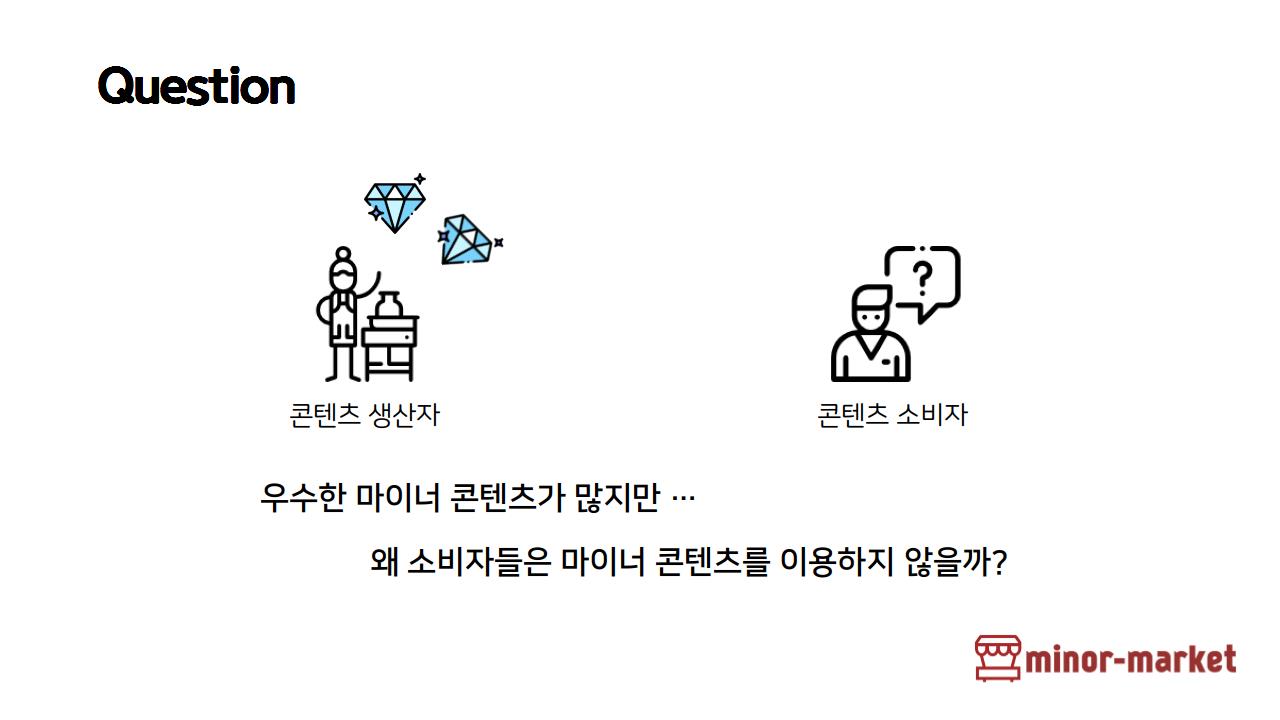 Question
?
콘텐츠 생산자
콘텐츠 소비자
우수한 마이너 콘텐츠가 많지만 …
왜 소비자들은 마이너 콘텐츠를 이용하지 않을까?
minor-market